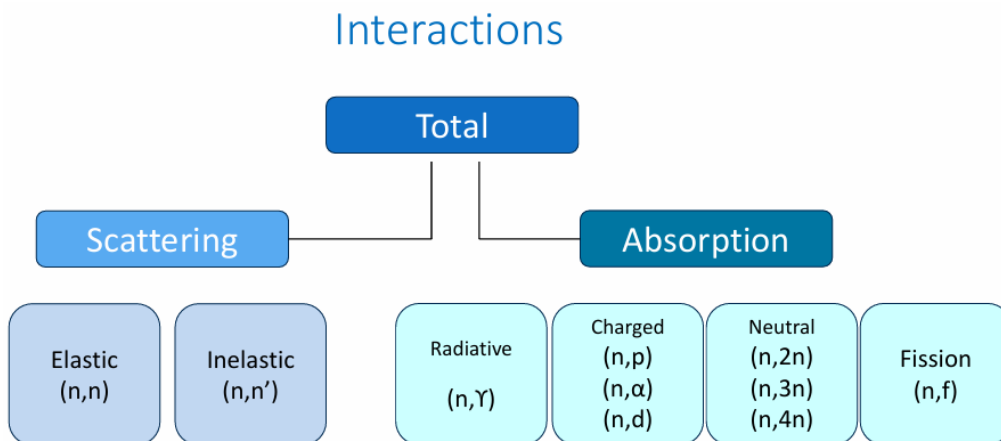 Interactions
Total
Scattering
Absorption
Elastic
(n,n)
Inelastic
(n,n’)
Radiative
(n,ϒ)
Charged
(n,p)
(n,α)
(n,d)
Neutral
(n,2n)
(n,3n)
(n,4n)
Fission
(n,f)